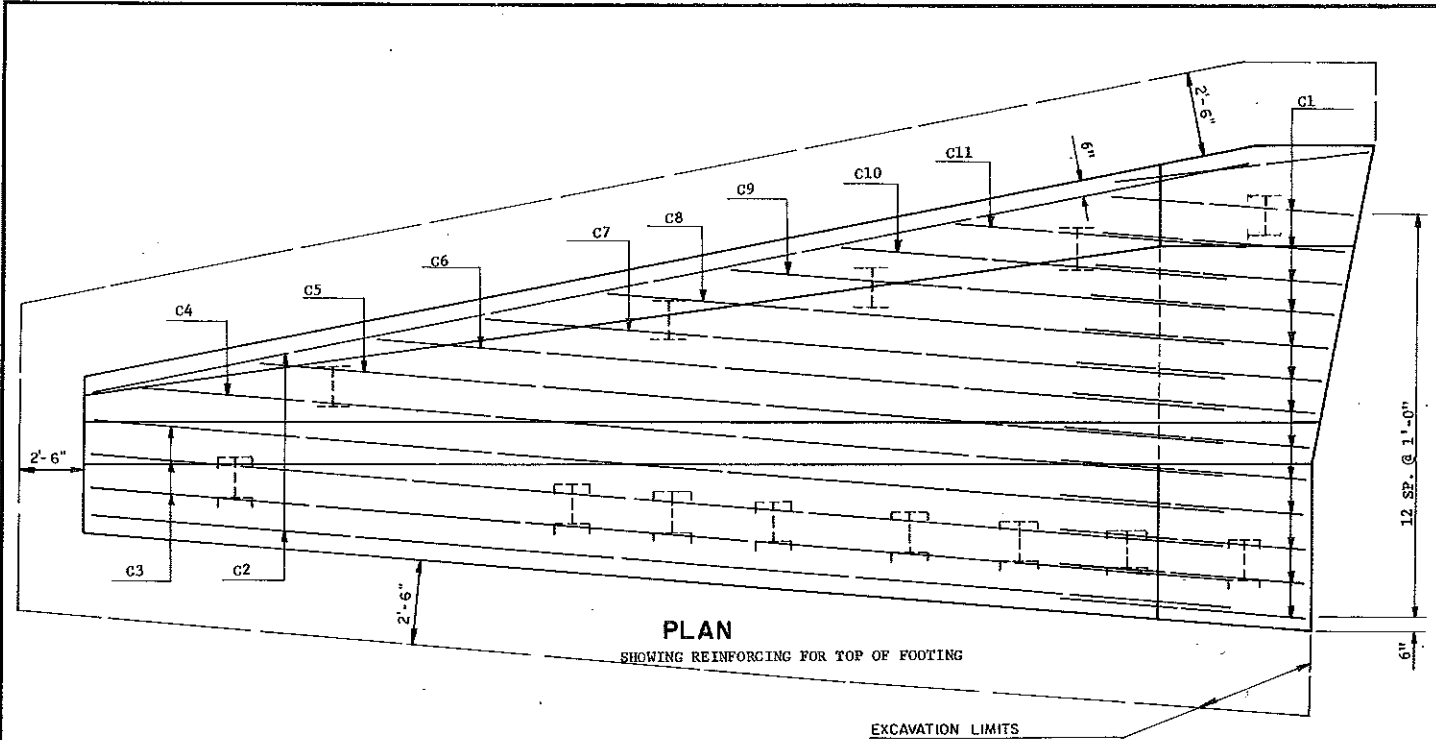 2'-6"
C1
6"
C11
C10
C9
C8
C7
C6
C5
C4
2'-6"
12 SP. @ 1'-0"
C3
C2
2'-6"
6"
PLAN
SHOWING REINFORCING FOR TOP OF FOOTING
EXCAVATION LIMITS